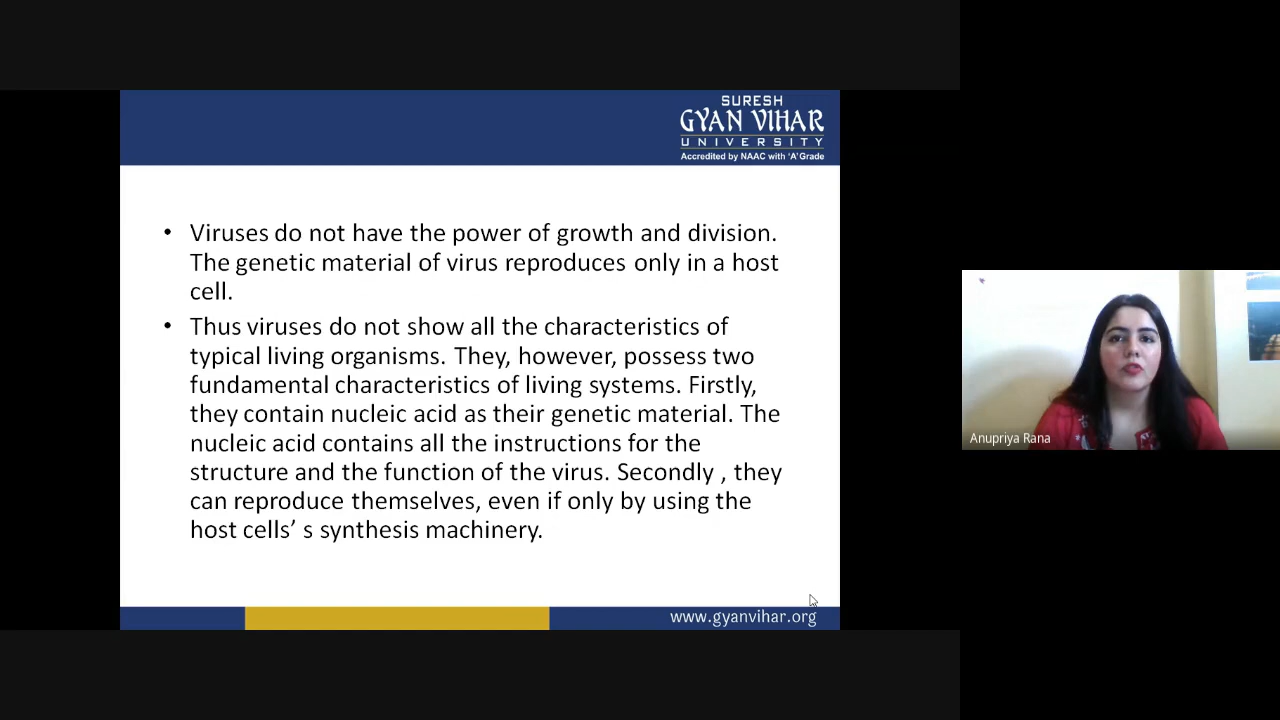 SURESH
GYAN VIHAR
UNIVERSITY
Accredited by NAAC with 'A' Grade
• Viruses do not have the power of growth and division.
The genetic material of virus reproduces only in a host
cell.
• Thus viruses do not show all the characteristics of
typical living organisms. They, however, possess two
fundamental characteristics of living systems. Firstly,
they contain nucleic acid as their genetic material. The
nucleic acid contains all the instructions for the
structure and the function of the virus. Secondly , they
can reproduce themselves, even if only by using the
host cells’ s synthesis machinery.
Anupriya Rana
www.gyanvihar.org